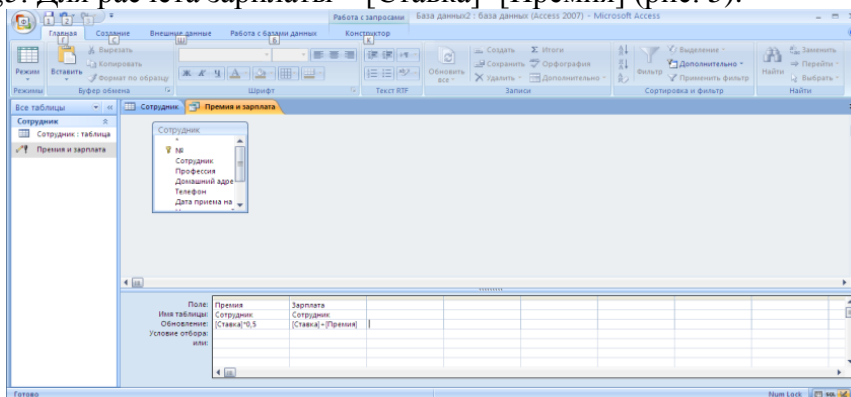 ,5. Для расчета зарплаты – [Ставка]+[Премия] (рис. 3).
Работа с запросами База данных2 : база данных (Access 2007) - Microsoft Access
Главная Создание Внешние данные Работа с базами данных Конструктор
Режим
Вставить
Вырезать
Копировать
Формат по образцу
Ж К Ч
Обновить все
Создать
Сохранить
Удалить
Итоги
Орфография
Дополнительно
Фильтр
Выделение
Дополнительно
Применить фильтр
Найти
Заменить
Перейти
Выбрать
Режимы Буфер обмена Шрифт Текст RTF Записи Сортировка и фильтр Найти
Все таблицы
Сотрудник
Сотрудник : таблица
Премия и зарплата
Сотрудник Премия и зарплата
Сотрудник
*
№
Сотрудник
Профессия
Домашний адре
Телефон
Дата приема на
Поле: Премия Зарплата
Имя таблицы: Сотрудник Сотрудник
Обновление: [Ставка]*0,5 [Ставка]+[Премия]
Условие отбора:
или:
Готово Num Lock SQL